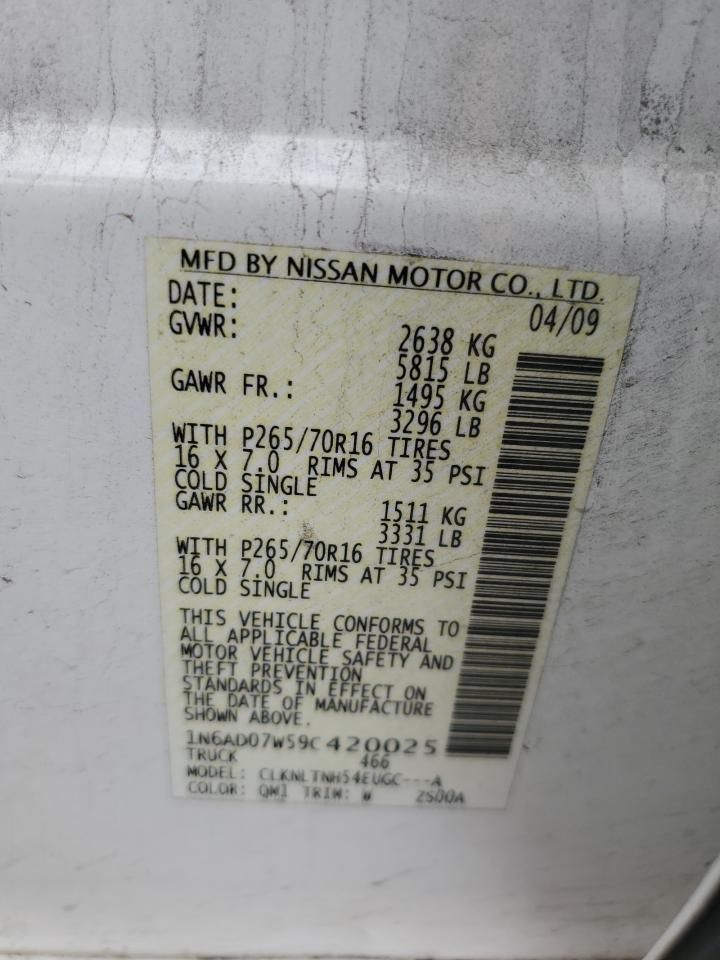 MFD BY NISSAN MOTOR CO., LTD.
DATE: 04/09
GVWR: 2638 KG
5815 LB
GAWR FR.: 1495 KG
3296 LB
WITH P265/70R16 TIRES
16 X 7.0 RIMS AT 35 PSI
COLD SINGLE
GAWR RR.: 1511 KG
3331 LB
WITH P265/70R16 TIRES
16 X 7.0 RIMS AT 35 PSI
COLD SINGLE
THIS VEHICLE CONFORMS TO
ALL APPLICABLE FEDERAL
MOTOR VEHICLE SAFETY AND
THEFT PREVENTION
STANDARDS IN EFFECT ON
THE DATE OF MANUFACTURE
SHOWN ABOVE.
1N6AD07W59C420025
TRUCK 466
MODEL: CLKNLTNH54EUGC---A
COLOR: QM1 TRIM: W 2S00A